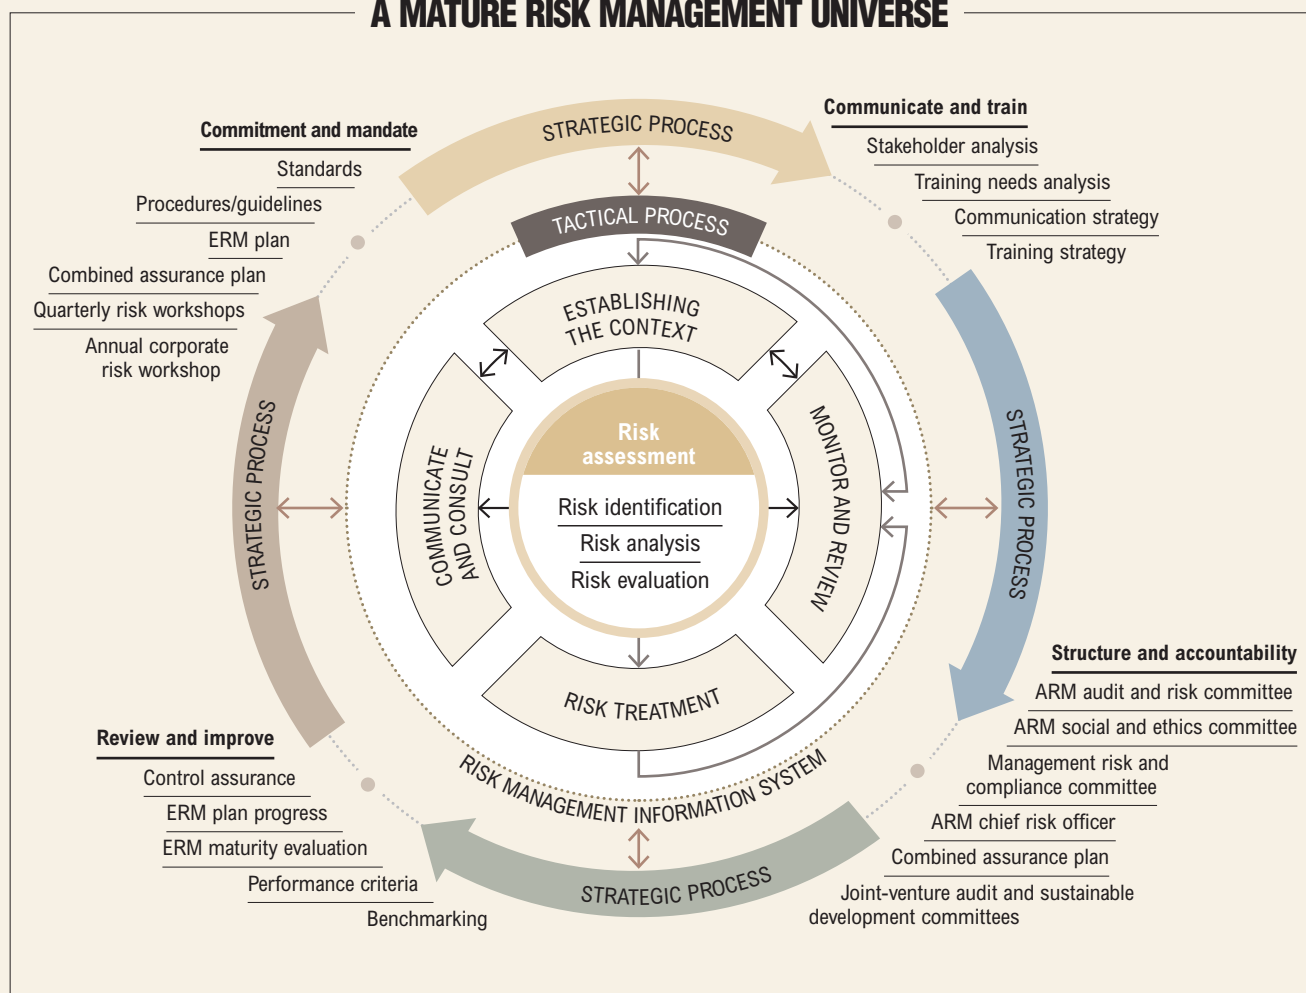 A MATURE RISK MANAGEMENT UNIVERSE
Commitment and mandate
Standards
Procedures/guidelines
ERM plan
Combined assurance plan
Quarterly risk workshops
Annual corporate
risk workshop
STRATEGIC PROCESS
Communicate and train
Stakeholder analysis
Training needs analysis
Communication strategy
Training strategy
TACTICAL PROCESS
ESTABLISHING
THE CONTEXT
STRATEGIC PROCESS
COMMUNICATE
AND CONSULT
Risk
assessment
Risk identification
Risk analysis
Risk evaluation
MONITOR AND REVIEW
STRATEGIC PROCESS
RISK TREATMENT
RISK MANAGEMENT INFORMATION SYSTEM
STRATEGIC PROCESS
Structure and accountability
ARM audit and risk committee
ARM social and ethics committee
Management risk and
compliance committee
ARM chief risk officer
Combined assurance plan
Joint-venture audit and sustainable
development committees
Review and improve
Control assurance
ERM plan progress
ERM maturity evaluation
Performance criteria
Benchmarking